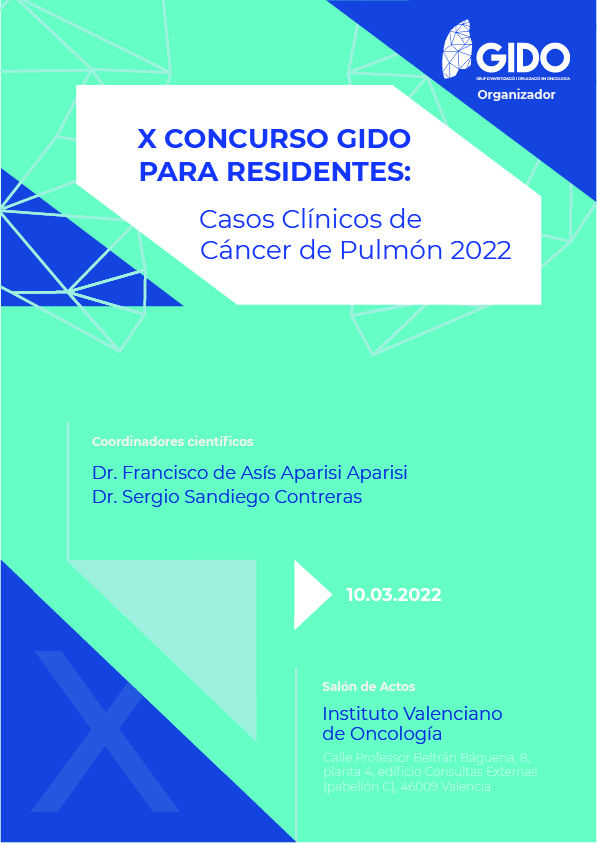 GIDO
GRUP D'INVESTIGACIÓ I DIVULGACIÓ EN ONCOLOGIA
Organizador
X CONCURSO GIDO
PARA RESIDENTES:
Casos Clínicos de
Cáncer de Pulmón 2022
Coordinadores científicos
Dr. Francisco de Asís Aparisi Aparisi
Dr. Sergio Sandiego Contreras
10.03.2022
X
Salón de Actos
Instituto Valenciano
de Oncología
Calle Professor Beltrán Báguena, 8,
planta 4, edificio Consultas Externas
(pabellón C), 46009 Valencia